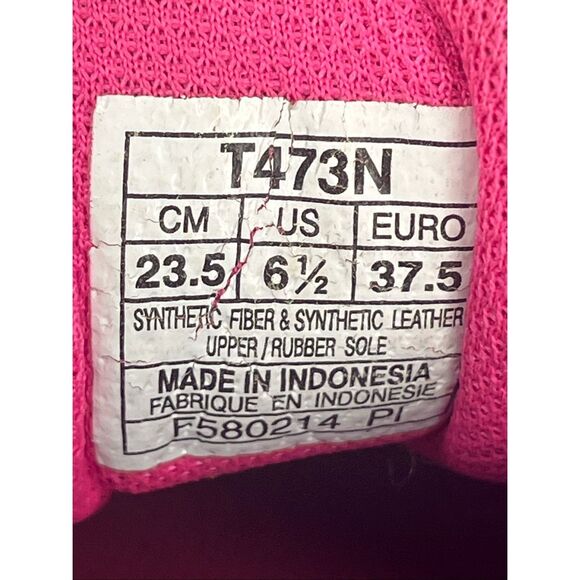 T473N
CM US EURO
23.5 6½ 37.5
SYNTHETIC FIBER & SYNTHETIC LEATHER
UPPER/RUBBER SOLE
MADE IN INDONESIA
FABRIQUE EN INDONESIE
F580214 PI